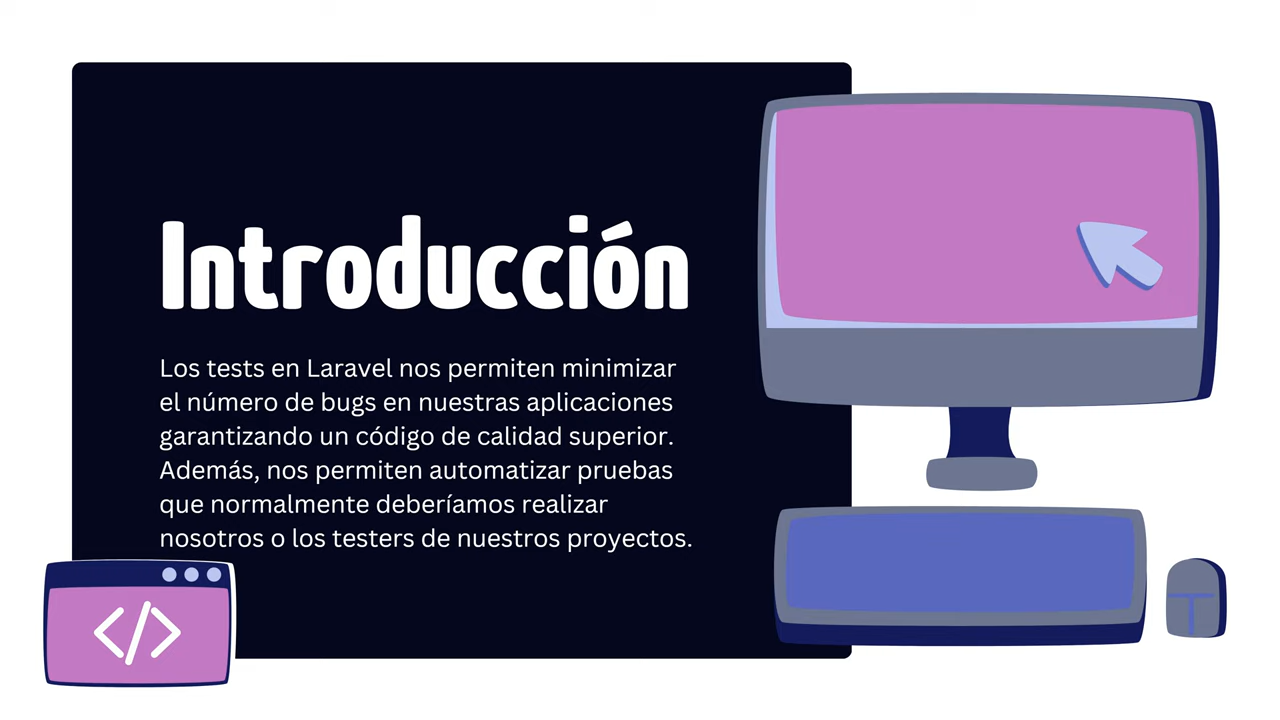 Introducción
Los tests en Laravel nos permiten minimizar
el número de bugs en nuestras aplicaciones
garantizando un código de calidad superior.
Además, nos permiten automatizar pruebas
que normalmente deberíamos realizar
nosotros o los testers de nuestros proyectos.
</>